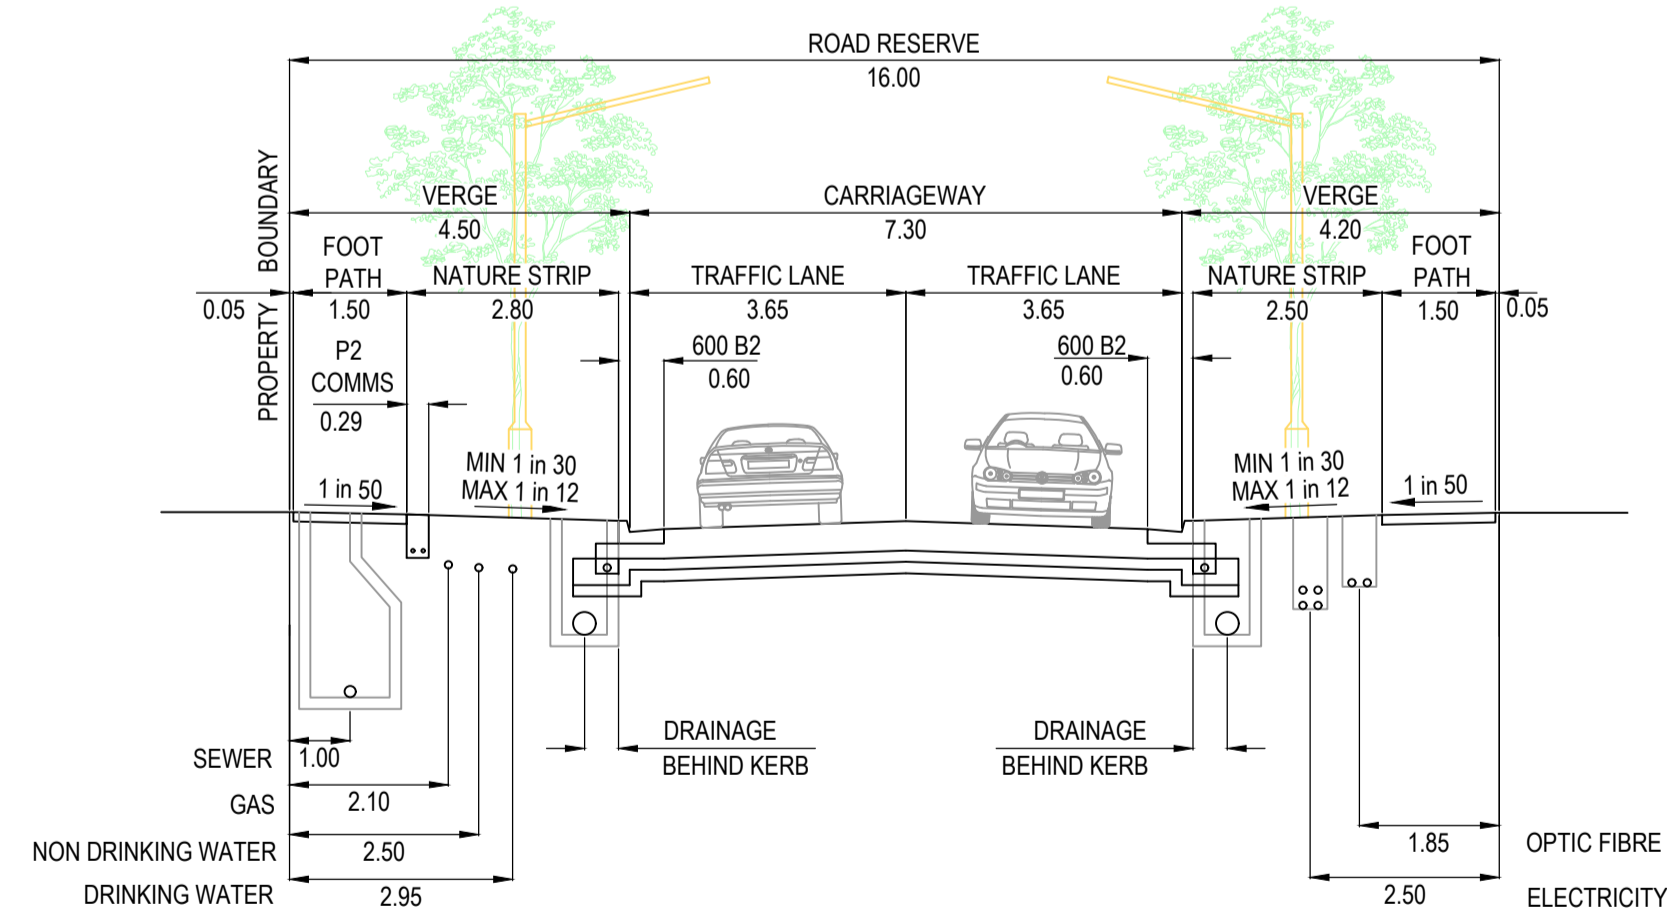 ROAD RESERVE
16.00
PROPERTY BOUNDARY
VERGE
4.50
CARRIAGEWAY
7.30
VERGE
4.20
0.05
FOOT
PATH
1.50
NATURE STRIP
2.80
TRAFFIC LANE
3.65
TRAFFIC LANE
3.65
NATURE STRIP
2.50
FOOT
PATH
1.50
0.05
P2
COMMS
0.29
600 B2
0.60
600 B2
0.60
1 in 50
MIN 1 in 30
MAX 1 in 12
MIN 1 in 30
MAX 1 in 12
1 in 50
DRAINAGE
BEHIND KERB
DRAINAGE
BEHIND KERB
SEWER 1.00
GAS 2.10
NON DRINKING WATER 2.50
DRINKING WATER 2.95
1.85 OPTIC FIBRE
2.50 ELECTRICITY